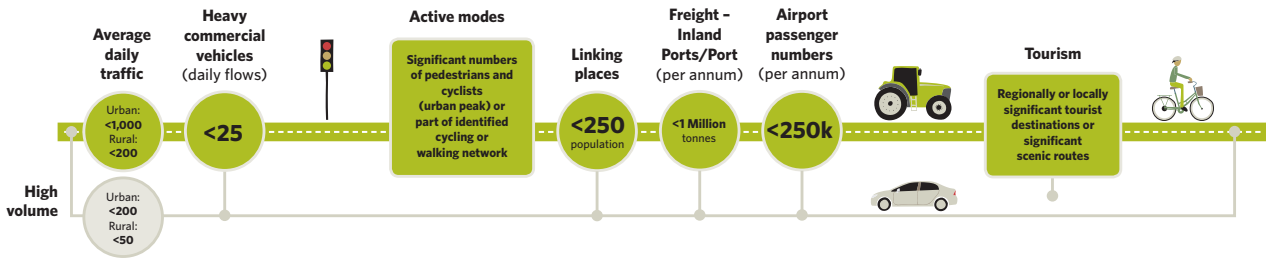 Average
daily
traffic
Urban:
<1,000
Rural:
<200
Heavy
commercial
vehicles
(daily flows)
<25
Active modes
Significant numbers
of pedestrians and
cyclists
(urban peak) or
part of identified
cycling or
walking network
Linking
places
<250
population
Freight –
Inland
Ports/Port
(per annum)
<1 Million
tonnes
Airport
passenger
numbers
(per annum)
<250k
Tourism
Regionally or locally
significant tourist
destinations or
significant
scenic routes
High
volume
Urban:
<200
Rural:
<50